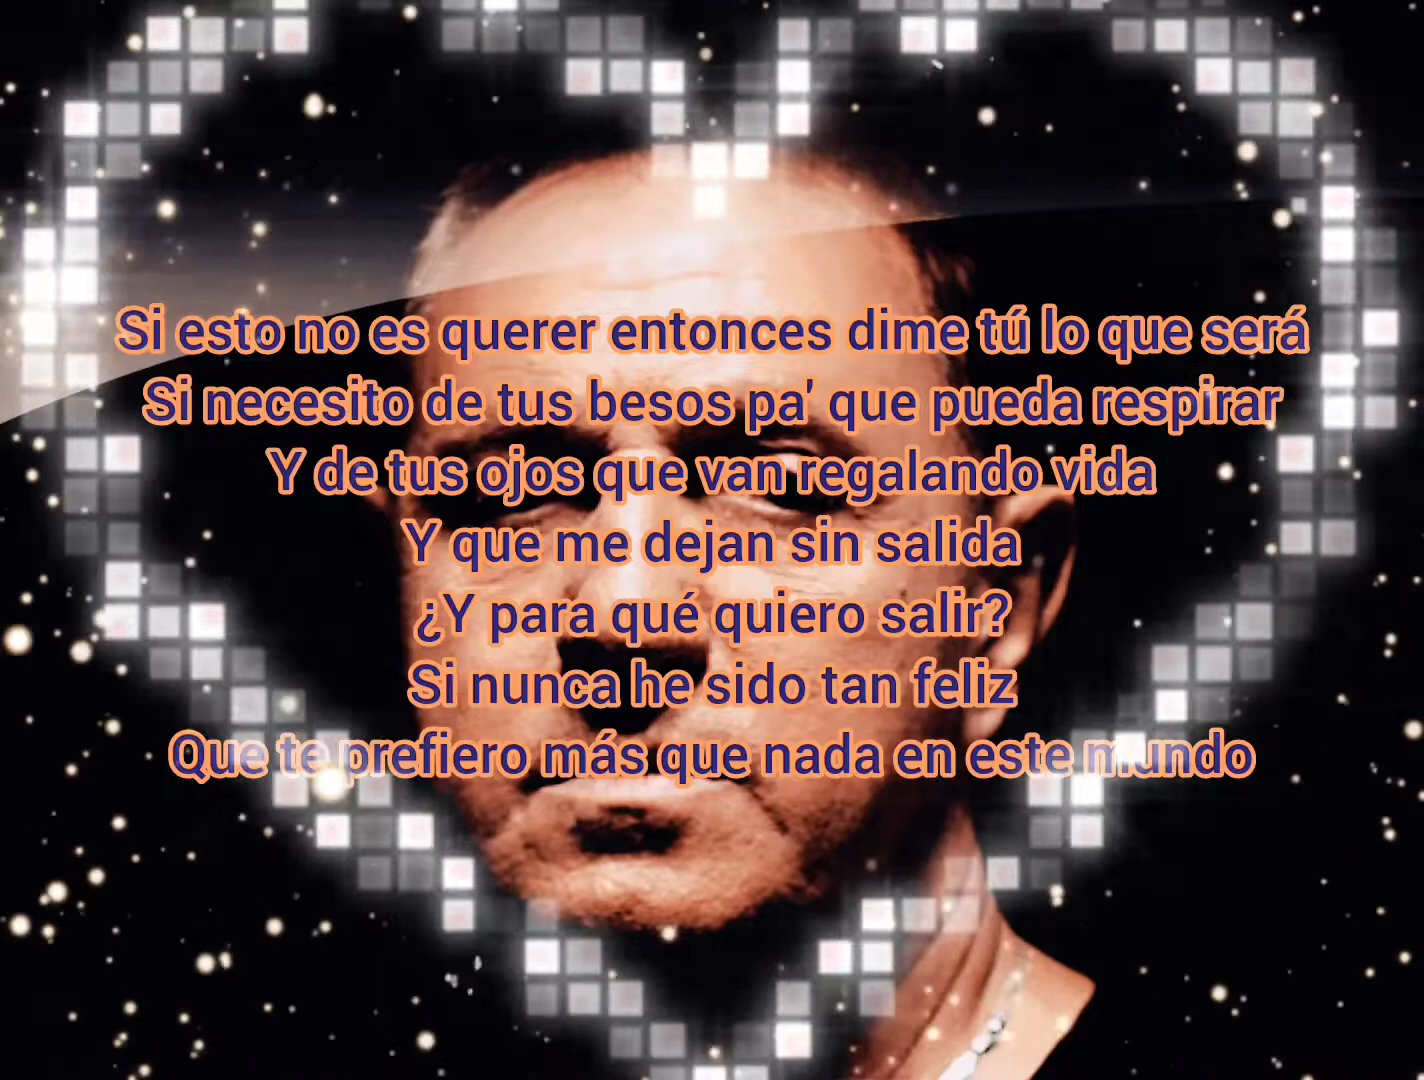 Si esto no es querer entonces dime tú lo que será
Si necesito de tus besos pa' que pueda respirar
Y de tus ojos que van regalando vida
Y que me dejan sin salida
¿Y para qué quiero salir?
Si nunca he sido tan feliz
Que te prefiero más que nada en este mundo